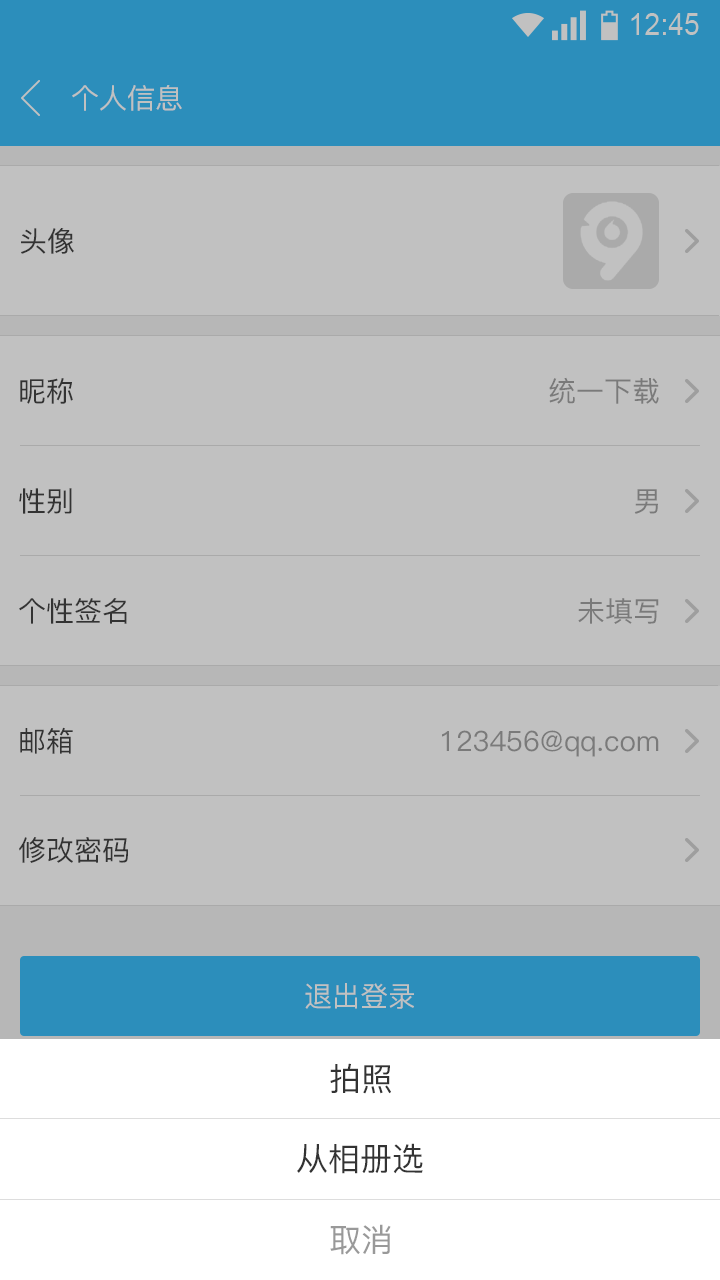 12:45
个人信息
头像
昵称 统一下载
性别 男
个性签名 未填写
邮箱 123456@qq.com
修改密码
退出登录
拍照
从相册选
取消